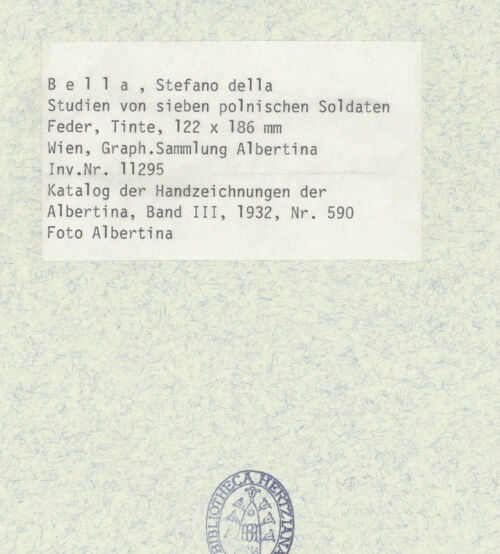 B e l l a , Stefano della
Studien von sieben polnischen Soldaten
Feder, Tinte, 122 x 186 mm
Wien, Graph.Sammlung Albertina
Inv.Nr. 11295
Katalog der Handzeichnungen der
Albertina, Band III, 1932, Nr. 590
Foto Albertina
BIBLIOTHECA HERTZIANA